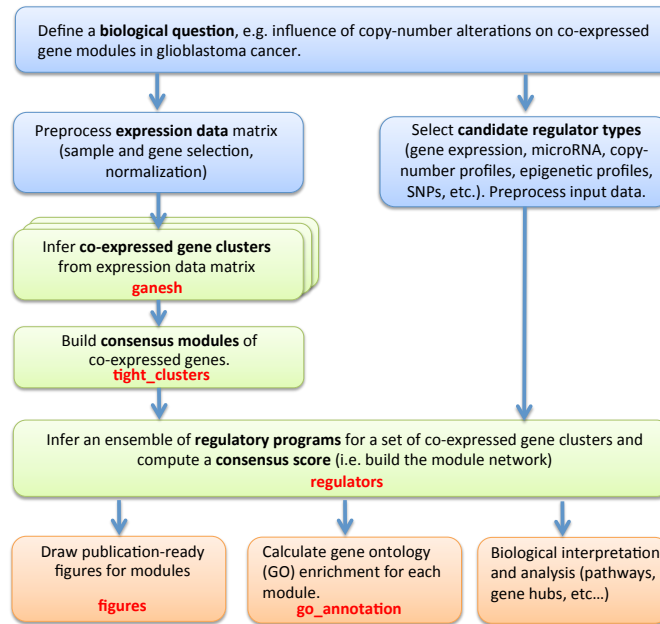 Define a biological question, e.g. influence of copy-number alterations on co-expressed
gene modules in glioblastoma cancer.
Preprocess expression data matrix
(sample and gene selection,
normalization)
Select candidate regulator types
(gene expression, microRNA, copy-
number profiles, epigenetic profiles,
SNPs, etc.). Preprocess input data.
Infer co-expressed gene clusters
from expression data matrix
ganesh
Build consensus modules of
co-expressed genes.
tight_clusters
Infer an ensemble of regulatory programs for a set of co-expressed gene clusters and
compute a consensus score (i.e. build the module network)
regulators
Draw publication-ready
figures for modules
figures
Calculate gene ontology
(GO) enrichment for each
module.
go_annotation
Biological interpretation
and analysis (pathways,
gene hubs, etc...)